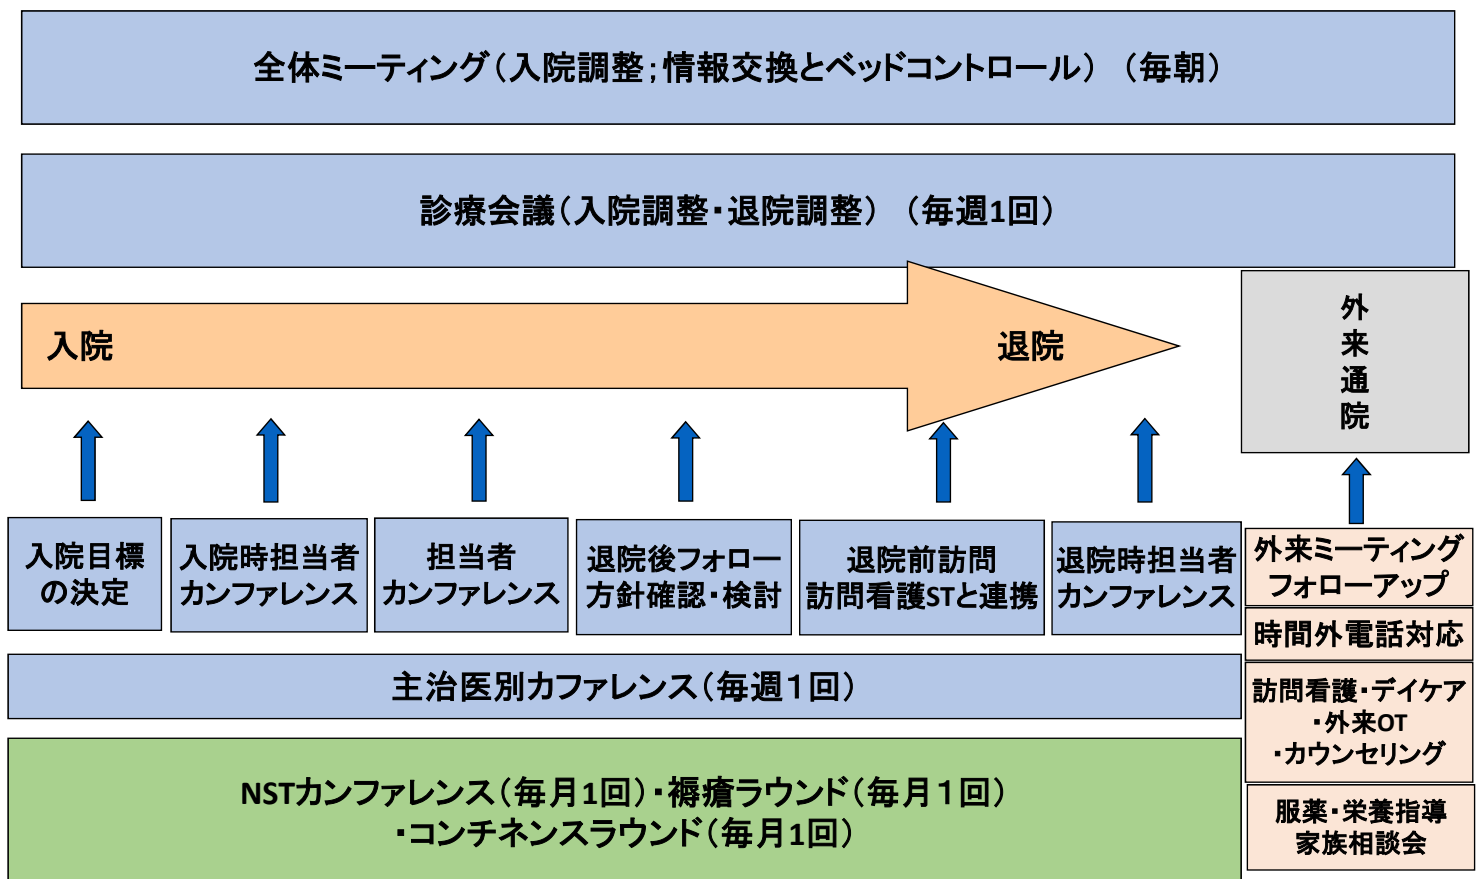 全体ミーティング（入院調整；情報交換とベッドコントロール）（毎朝）
診療会議（入院調整・退院調整）（毎週1回）
入院
退院
外
来
通
院
入院目標
の決定
入院時担当者
カンファレンス
担当者
カンファレンス
退院後フォロー
方針確認・検討
退院前訪問
訪問看護STと連携
退院時担当者
カンファレンス
外来ミーティング
フォローアップ
時間外電話対応
訪問看護・デイケア
・外来OT
・カウンセリング
服薬・栄養指導
家族相談会
主治医別カファレンス（毎週１回）
NSTカンファレンス（毎月1回）・褥瘡ラウンド（毎月１回）
・コンチネンスラウンド（毎月1回）